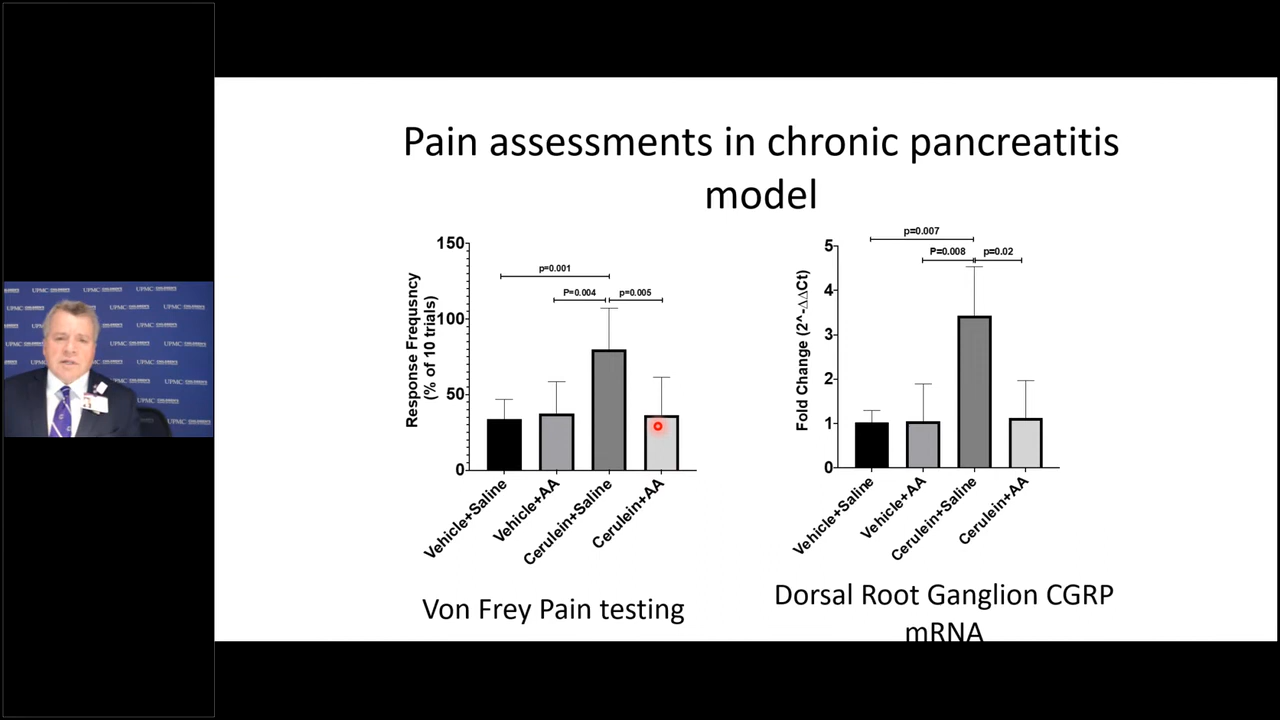 Pain assessments in chronic pancreatitis
model
150
100
50
0
Response Frequsncy
(% of 10 trials)
p=0.001
P=0.004
p=0.005
Vehicle+Saline
Vehicle+AA
Cerulein+Saline
Cerulein+AA
Von Frey Pain testing
5
4
3
2
1
0
Fold Change (2^-ΔΔCt)
p=0.007
P=0.008
p=0.02
Vehicle+Saline
Vehicle+AA
Cerulein+Saline
Cerulein+AA
Dorsal Root Ganglion CGRP
mRNA
UPMC